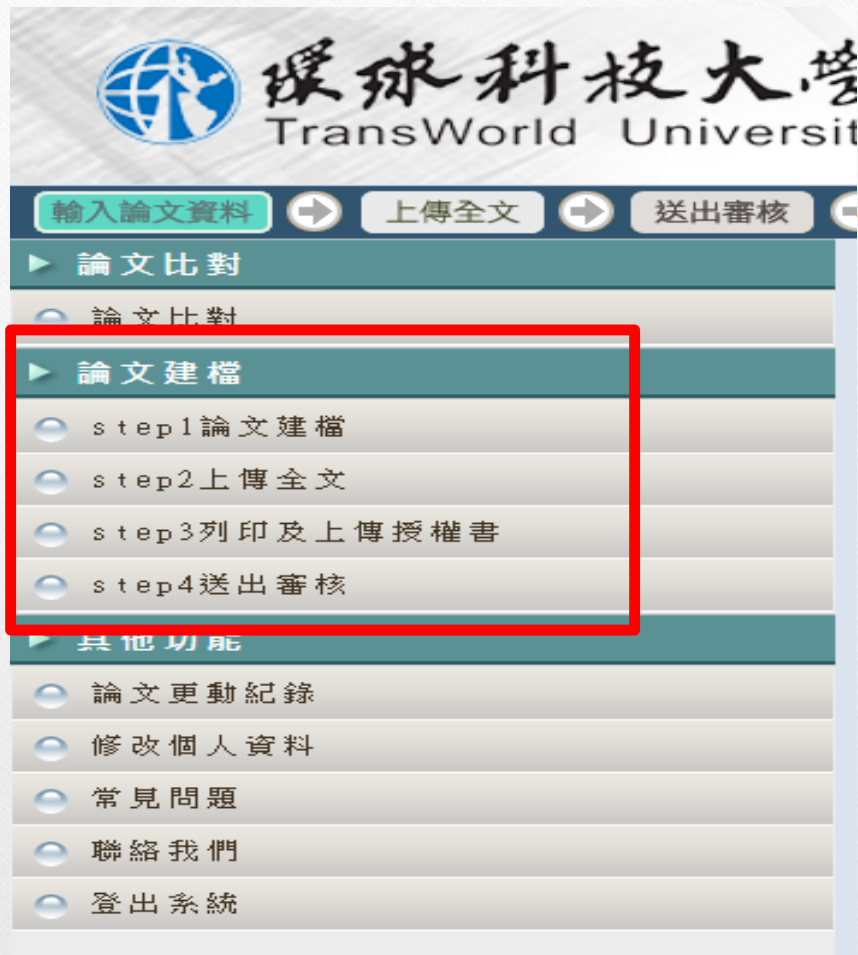 環球科技大學
TransWorld Universit
輸入論文資料 上傳全文 送出審核
論文比對
論文比對
論文建檔
step1論文建檔
step2上傳全文
step3列印及上傳授權書
step4送出審核
其他功能
論文更動紀錄
修改個人資料
常見問題
聯絡我們
登出系統